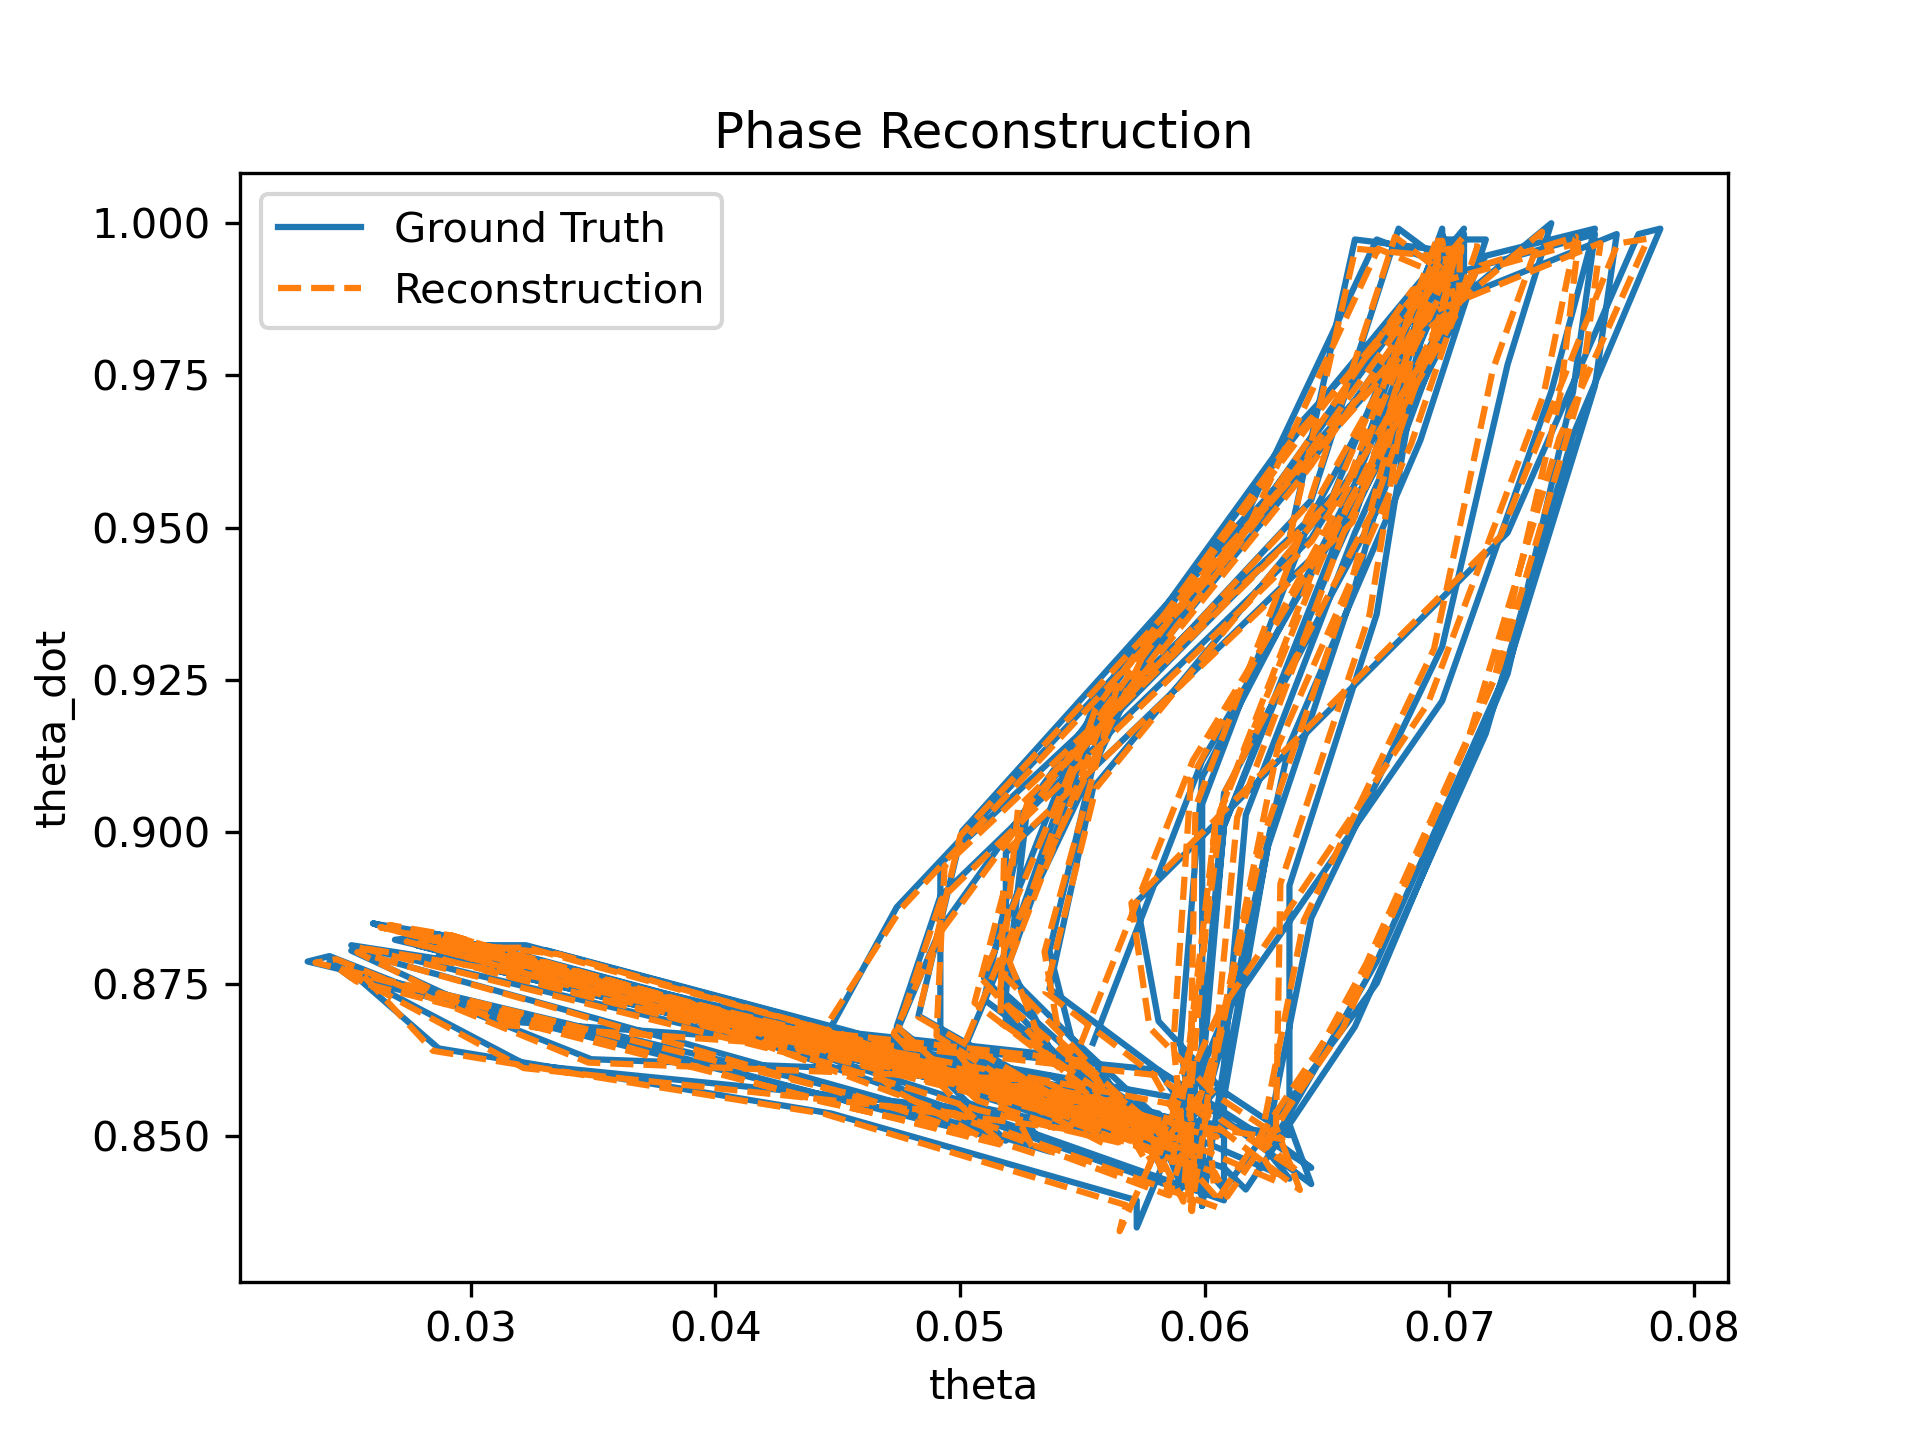 Phase Reconstruction
Ground Truth
Reconstruction
1.000
0.975
0.950
0.925
0.900
0.875
0.850
theta_dot
0.03 0.04 0.05 0.06 0.07 0.08
theta